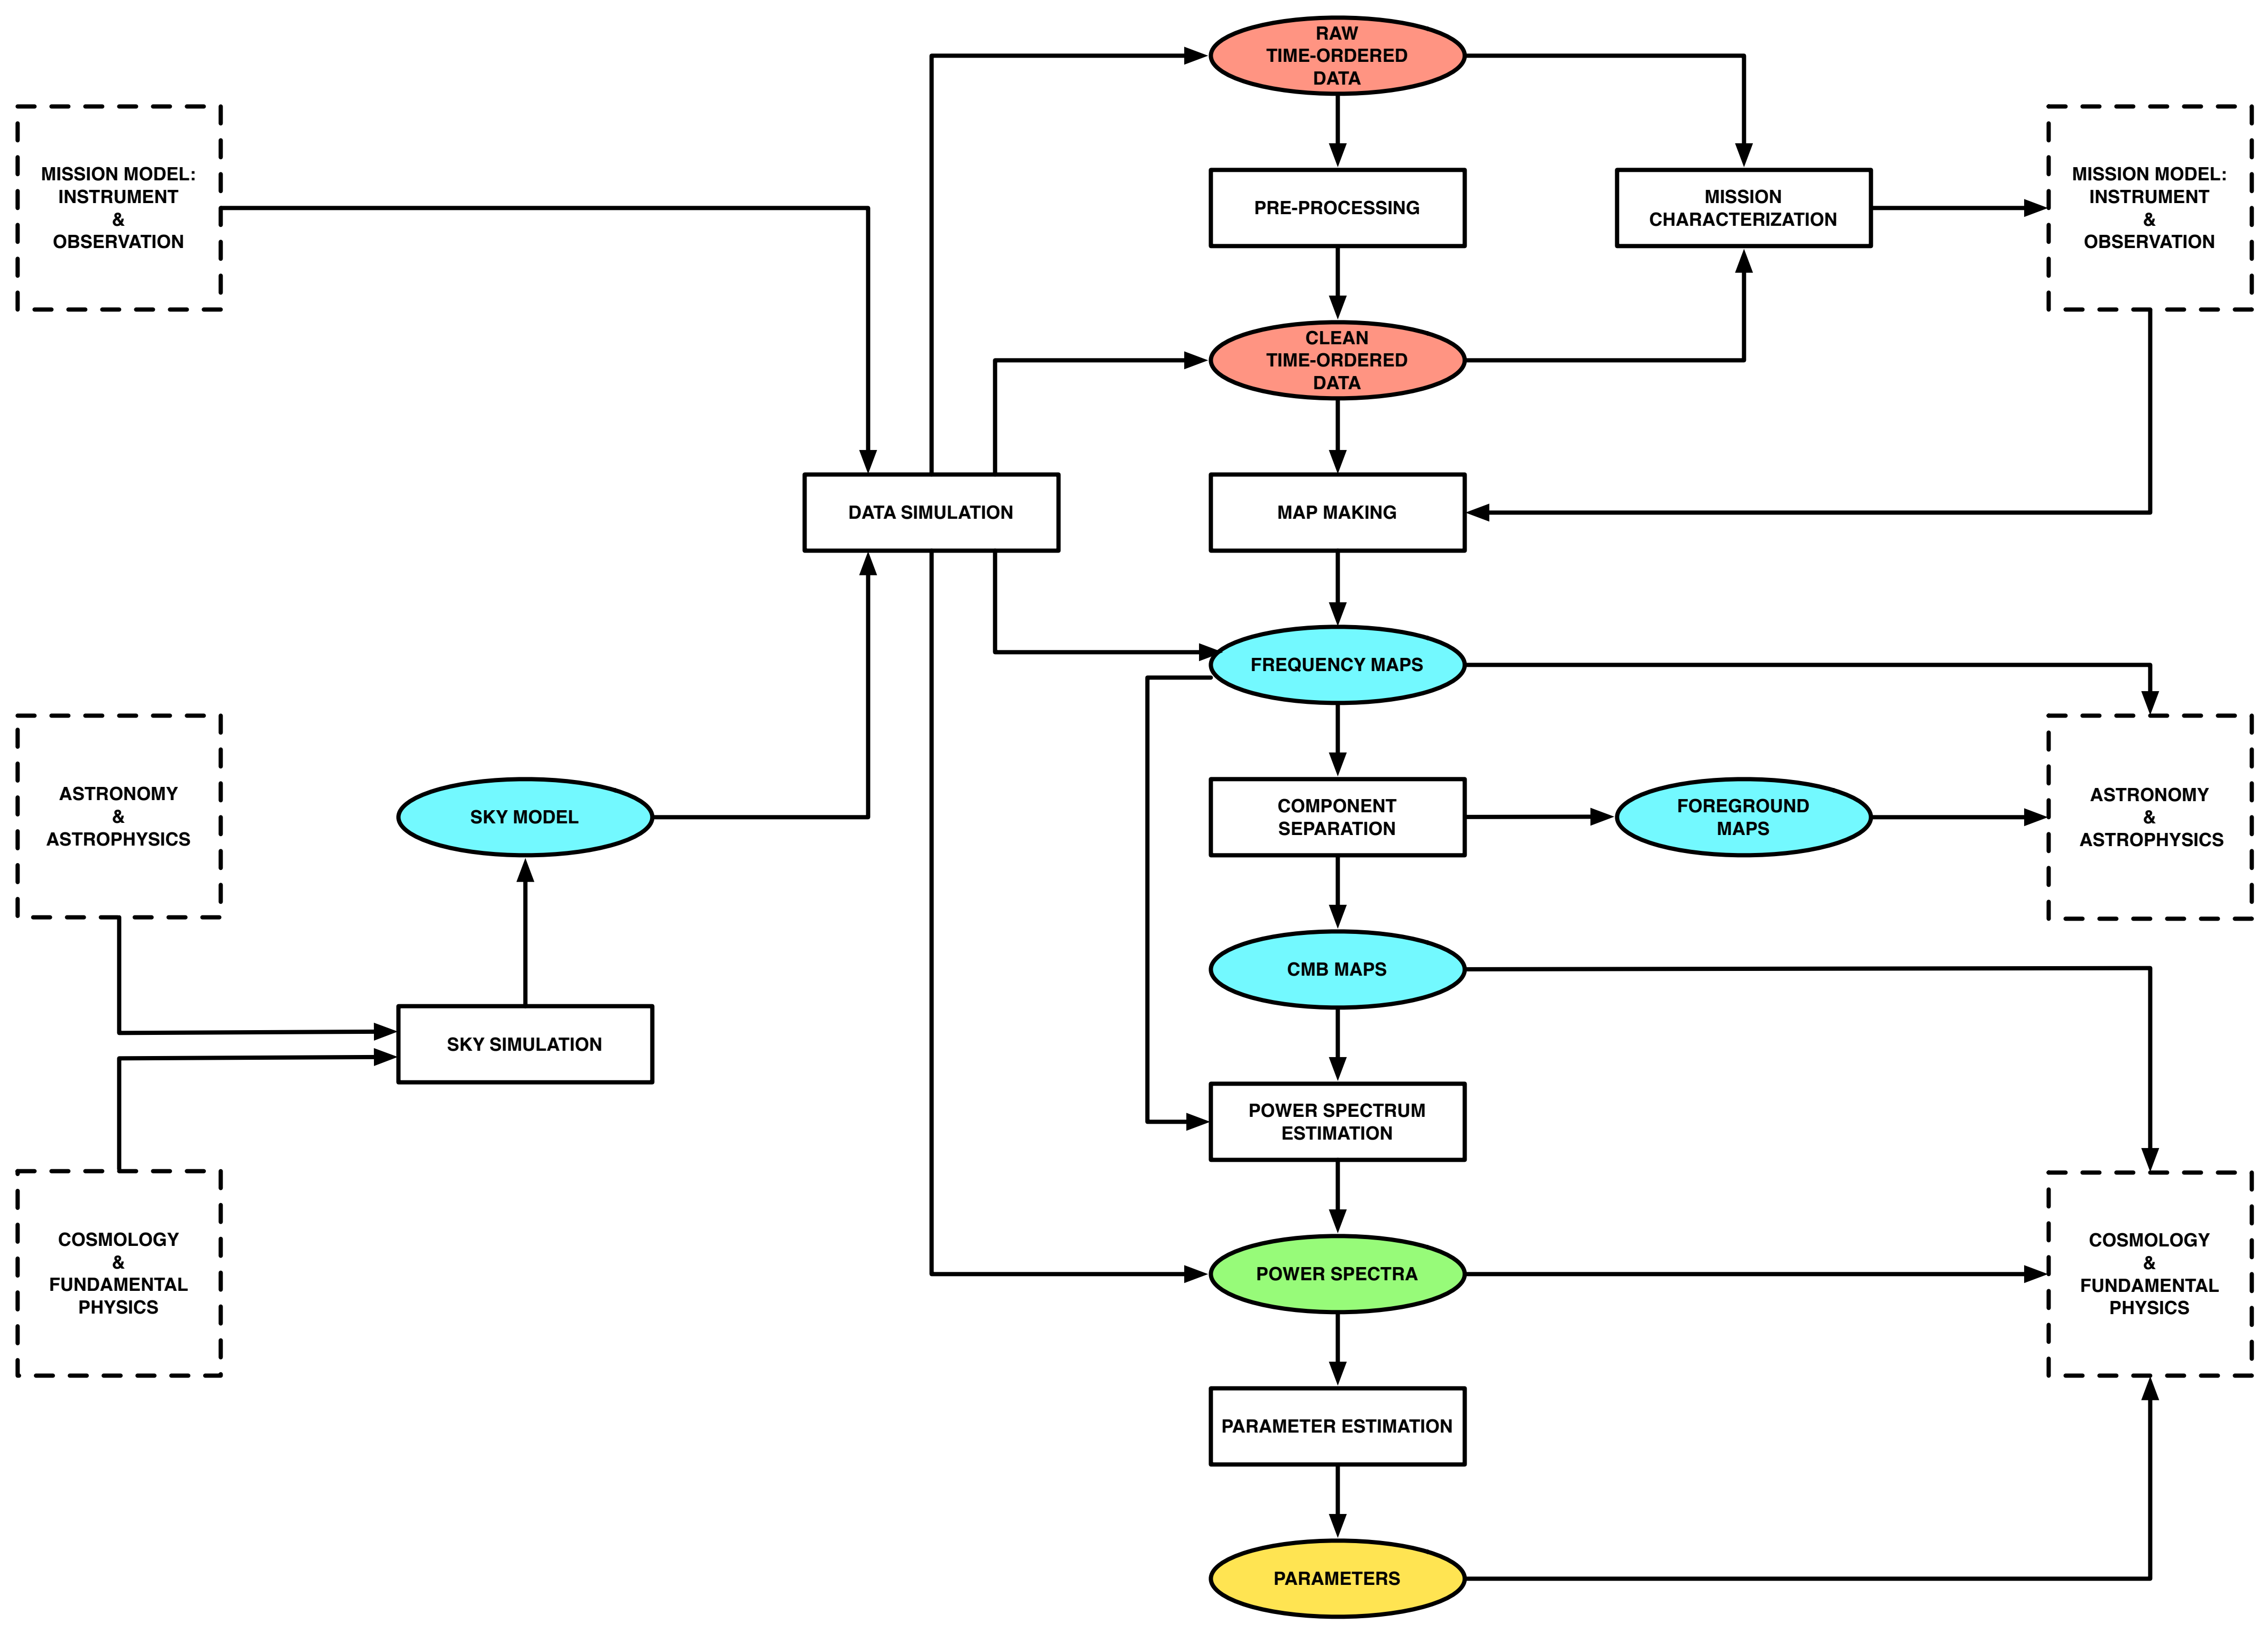 RAW
TIME-ORDERED
DATA
MISSION MODEL:
INSTRUMENT
&
OBSERVATION
PRE-PROCESSING
MISSION
CHARACTERIZATION
MISSION MODEL:
INSTRUMENT
&
OBSERVATION
CLEAN
TIME-ORDERED
DATA
DATA SIMULATION
MAP MAKING
FREQUENCY MAPS
ASTRONOMY
&
ASTROPHYSICS
SKY MODEL
COMPONENT
SEPARATION
FOREGROUND
MAPS
ASTRONOMY
&
ASTROPHYSICS
CMB MAPS
SKY SIMULATION
POWER SPECTRUM
ESTIMATION
COSMOLOGY
&
FUNDAMENTAL
PHYSICS
POWER SPECTRA
COSMOLOGY
&
FUNDAMENTAL
PHYSICS
PARAMETER ESTIMATION
PARAMETERS